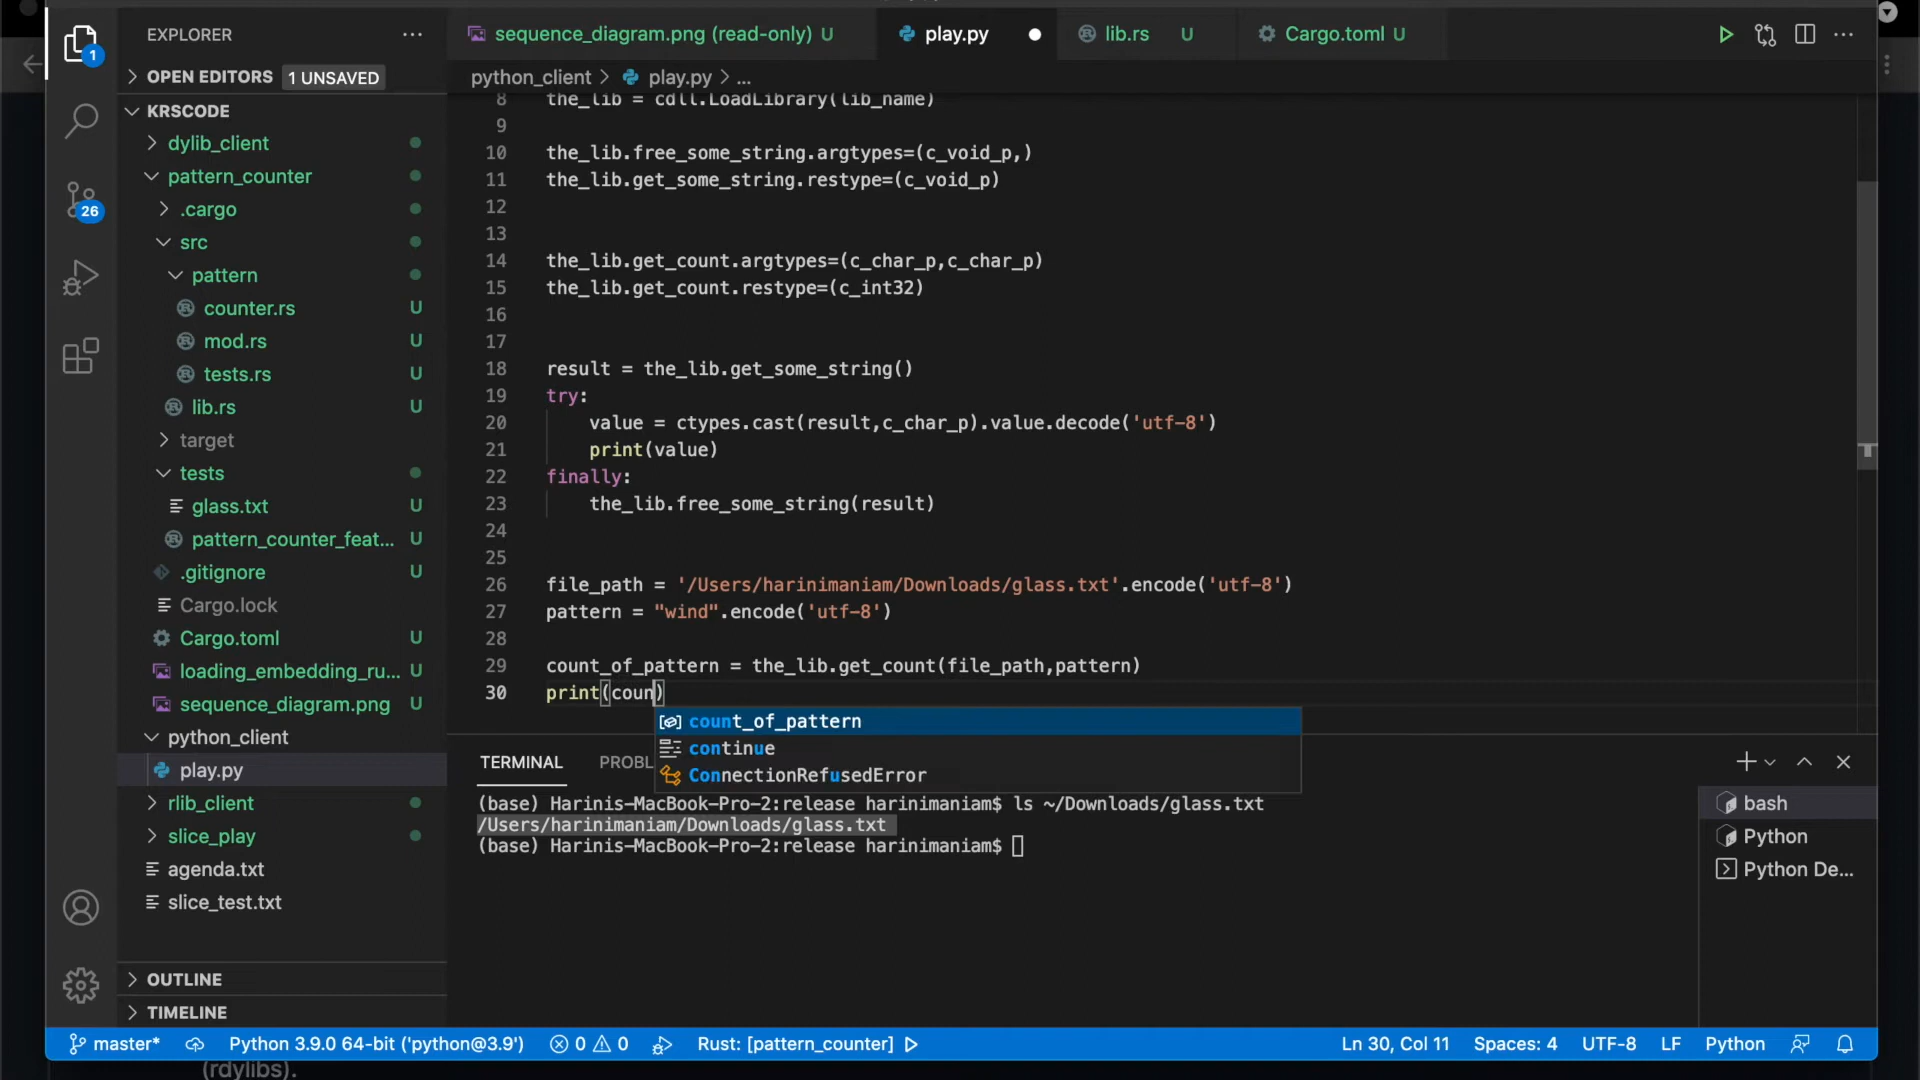 EXPLORER
sequence_diagram.png (read-only) U
play.py
lib.rs U
Cargo.toml U
1
OPEN EDITORS 1 UNSAVED
python_client > play.py > ...
KRSCODE
dylib_client
pattern_counter
.cargo
src
pattern
counter.rs U
mod.rs U
tests.rs U
lib.rs U
target
tests
glass.txt U
pattern_counter_feat... U
.gitignore U
Cargo.lock
Cargo.toml U
loading_embedding_ru... U
sequence_diagram.png U
python_client
play.py
rlib_client
slice_play
agenda.txt
slice_test.txt
OUTLINE
TIMELINE
26
8 the_lib = cdll.LoadLibrary(lib_name)
9
10 the_lib.free_some_string.argtypes=(c_void_p,)
11 the_lib.get_some_string.restype=(c_void_p)
12
13
14 the_lib.get_count.argtypes=(c_char_p,c_char_p)
15 the_lib.get_count.restype=(c_int32)
16
17
18 result = the_lib.get_some_string()
19 try:
20 value = ctypes.cast(result,c_char_p).value.decode('utf-8')
21 print(value)
22 finally:
23 the_lib.free_some_string(result)
24
25
26 file_path = '/Users/harinimaniam/Downloads/glass.txt'.encode('utf-8')
27 pattern = "wind".encode('utf-8')
28
29 count_of_pattern = the_lib.get_count(file_path,pattern)
30 print(coun)
count_of_pattern
continue
ConnectionRefusedError
TERMINAL PROBL
(base) Harinis-MacBook-Pro-2:release harinimaniam$ ls ~/Downloads/glass.txt
/Users/harinimaniam/Downloads/glass.txt
(base) Harinis-MacBook-Pro-2:release harinimaniam$
bash
Python
Python De...
master* Python 3.9.0 64-bit ('python@3.9') 0 0 Rust: [pattern_counter] Ln 30, Col 11 Spaces: 4 UTF-8 LF Python
(rdylibs).